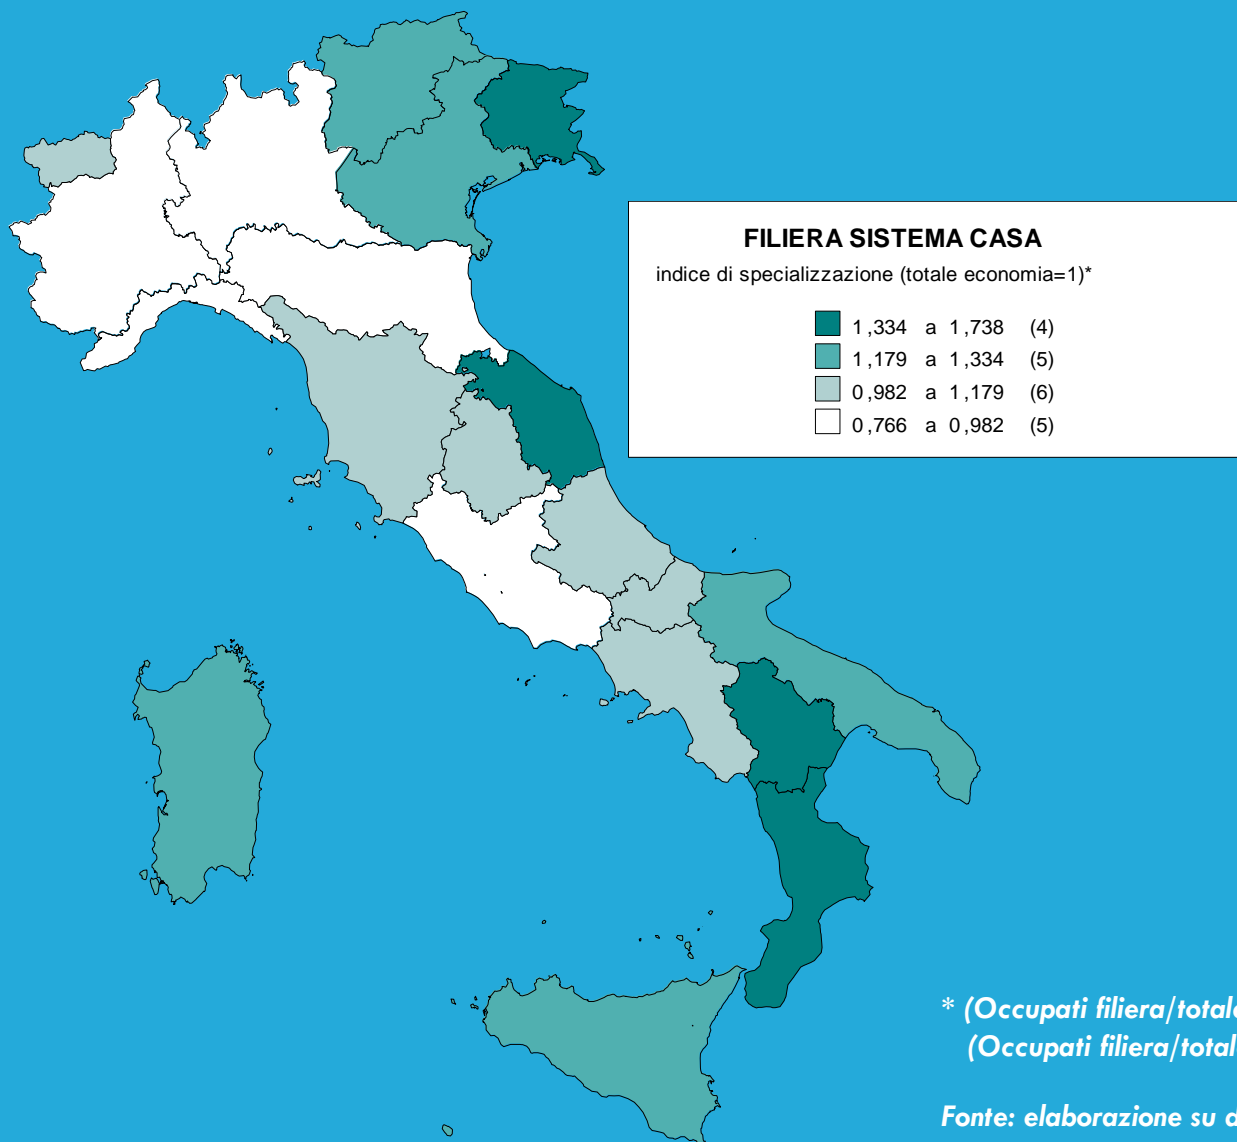 FILIERA SISTEMA CASA
indice di specializzazione (totale economia=1)*
1,334 a 1,738 (4)
1,179 a 1,334 (5)
0,982 a 1,179 (6)
0,766 a 0,982 (5)
* (Occupati filiera/totale
(Occupati filiera/total
Fonte: elaborazione su d